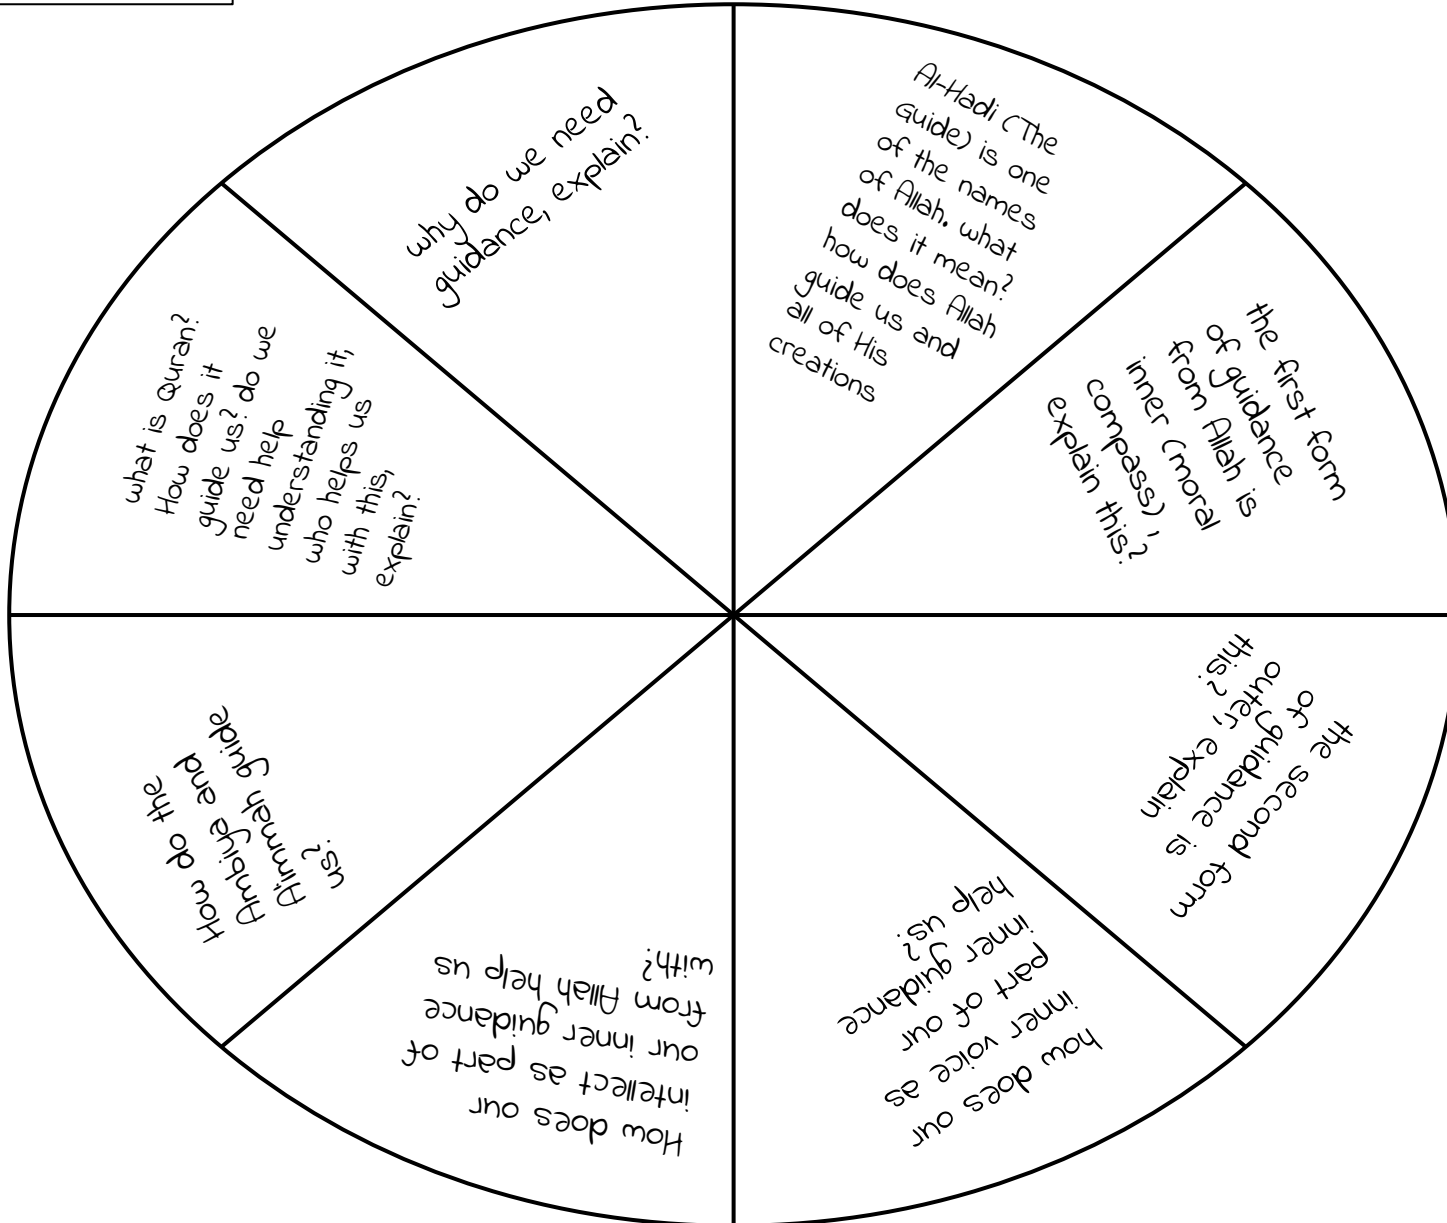 Al-Hadi (The
Guide) is one
of the names
of Allah. what
does it mean?
how does Allah
guide us and
all of His
creations
the first form
of guidance
from Allah is
inner (moral
compass),
explain this?
the second form
of guidance is
outer, explain
this?
how does our
inner voice as
part of our
inner guidance
help us?
How does our
intellect as part of
our inner guidance
from Allah help us
with?
How do the
Ambiya and
A'immah guide
us?
what is Quran?
How does it
guide us? do we
need help
understanding it,
who helps us
with this,
explain?
why do we need
guidance, explain?